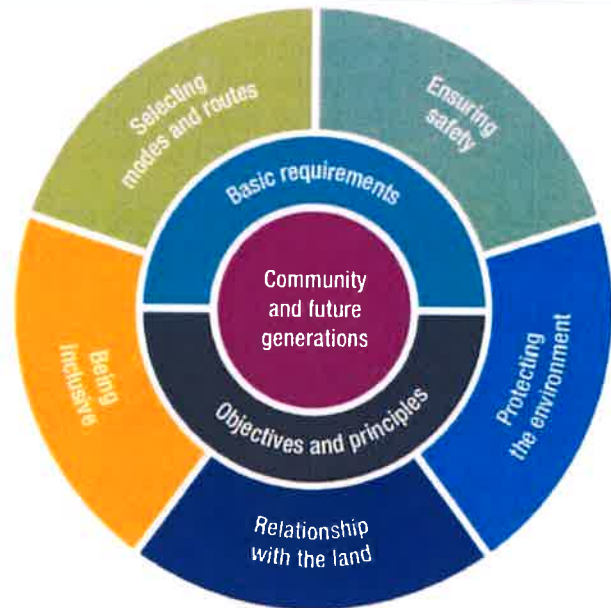 Selecting
modes and routes
Ensuring
safety
Basic requirements
Community
and future
generations
Being
inclusive
Protecting
the environment
Objectives and principles
Relationship
with the land